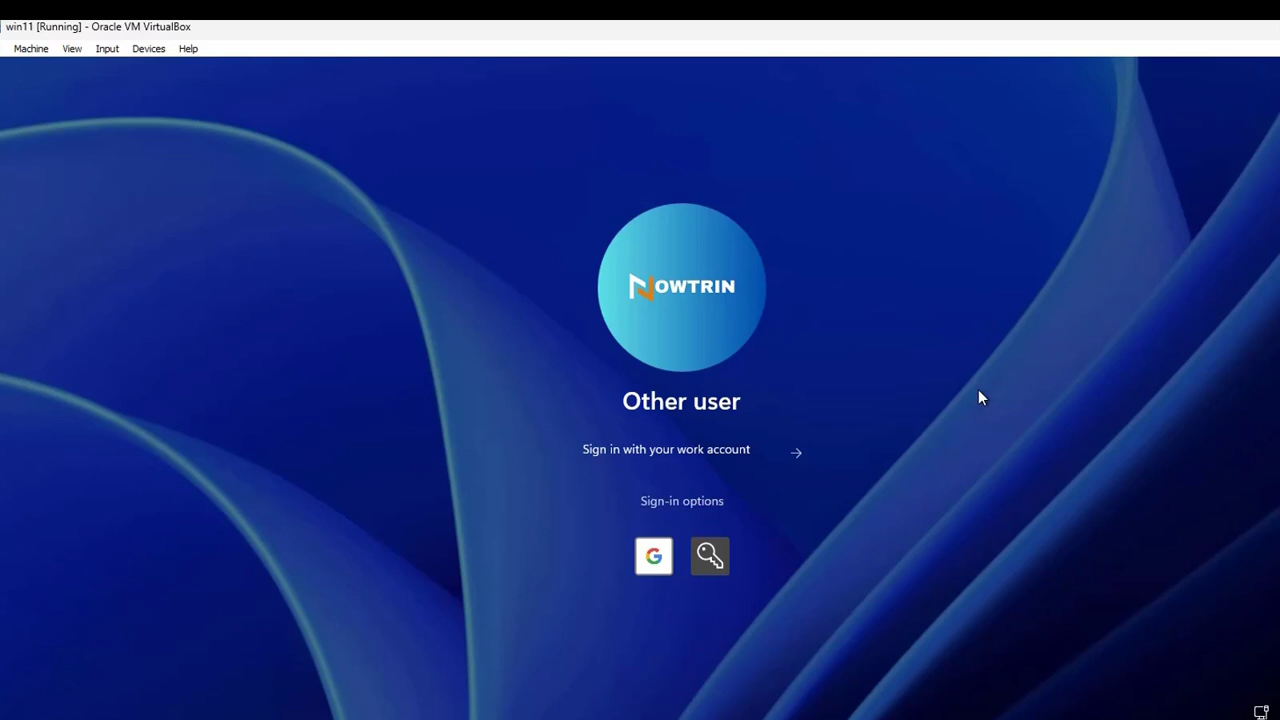 win11 [Running] - Oracle VM VirtualBox
Machine View Input Devices Help
NOWTRIN
Other user
Sign in with your work account
Sign-in options
G